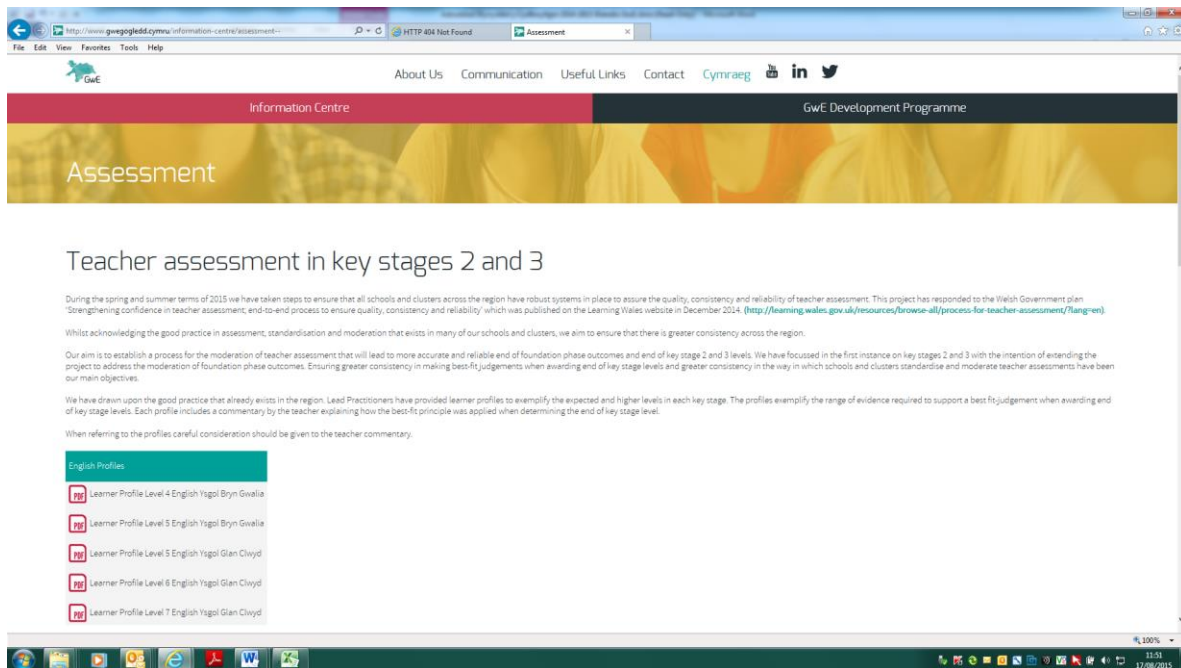 http://www.gwegogledd.cymru/information-centre/assessment--
HTTP 404 Not Found
Assessment
File Edit View Favorites Tools Help
GwE
About Us Communication Useful Links Contact Cymraeg You Tube in
Information Centre
GwE Development Programme
Assessment
Teacher assessment in key stages 2 and 3
During the spring and summer terms of 2015 we have taken steps to ensure that all schools and clusters across the region have robust systems in place to assure the quality, consistency and reliability of teacher assessment. This project has responded to the Welsh Government plan
'Strengthening confidence in teacher assessment; end-to-end process to ensure quality, consistency and reliability' which was published on the Learning Wales website in December 2014. (http://learning.wales.gov.uk/resources/browse-all/process-for-teacher-assessment/?lang=en).
Whilst acknowledging the good practice in assessment, standardisation and moderation that exists in many of our schools and clusters, we aim to ensure that there is greater consistency across the region.
Our aim is to establish a process for the moderation of teacher assessment that will lead to more accurate and reliable end of foundation phase outcomes and end of key stage 2 and 3 levels. We have focussed in the first instance on key stages 2 and 3 with the intention of extending the
project to address the moderation of foundation phase outcomes. Ensuring greater consistency in making best-fit judgements when awarding end of key stage levels and greater consistency in the way in which schools and clusters standardise and moderate teacher assessments have been
our main objectives.
We have drawn upon the good practice that already exists in the region. Lead Practitioners have provided learner profiles to exemplify the expected and higher levels in each key stage. The profiles exemplify the range of evidence required to support a best fit-judgement when awarding end
of key stage levels. Each profile includes a commentary by the teacher explaining how the best-fit principle was applied when determining the end of key stage level.
When referring to the profiles careful consideration should be given to the teacher commentary.
English Profiles
PDF Learner Profile Level 4 English Ysgol Bryn Gwalia
PDF Learner Profile Level 5 English Ysgol Bryn Gwalia
PDF Learner Profile Level 5 English Ysgol Glan Clwyd
PDF Learner Profile Level 6 English Ysgol Glan Clwyd
PDF Learner Profile Level 7 English Ysgol Glan Clwyd
100%
11:51
17/08/2015